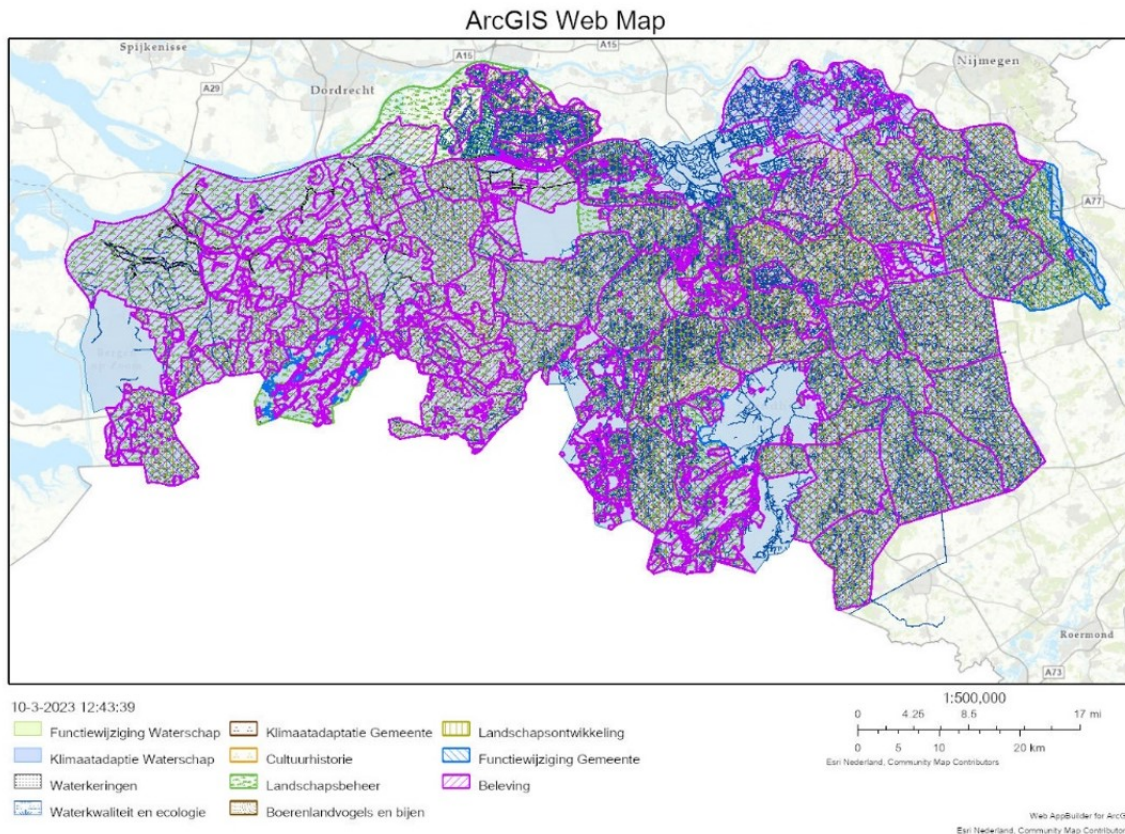 ArcGIS Web Map
Spijkenisse
A15
A15
Nijmegen
A29
Dordrecht
A77
Roermond
A73
10-3-2023 12:43:39
Functiewijziging Waterschap
Klimaatadaptie Waterschap
Waterkeringen
Waterkwaliteit en ecologie
Klimaatadaptatie Gemeente
Cultuurhistorie
Landschapsbeheer
Boerenlandvogels en bijen
Landschapsontwikkeling
Functiewijziging Gemeente
Beleving
1:500,000
0 4.25 8.5 17 mi
0 5 10 20 km
Esri Nederland, Community Map Contributors
Web AppBuilder for ArcG
Esri Nederland, Community Map Contributo